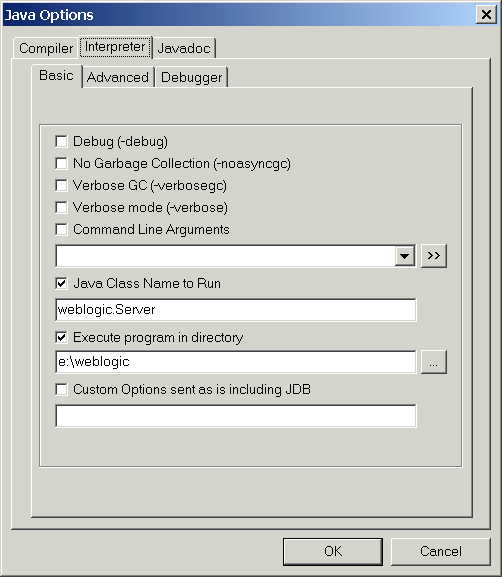 Java Options
Compiler Interpreter Javadoc
Basic Advanced Debugger
Debug (-debug)
No Garbage Collection (-noasyncgc)
Verbose GC (-verbosegc)
Verbose mode (-verbose)
Command Line Arguments
>>
Java Class Name to Run
weblogic.Server
Execute program in directory
e:\weblogic
...
Custom Options sent as is including JDB
OK Cancel